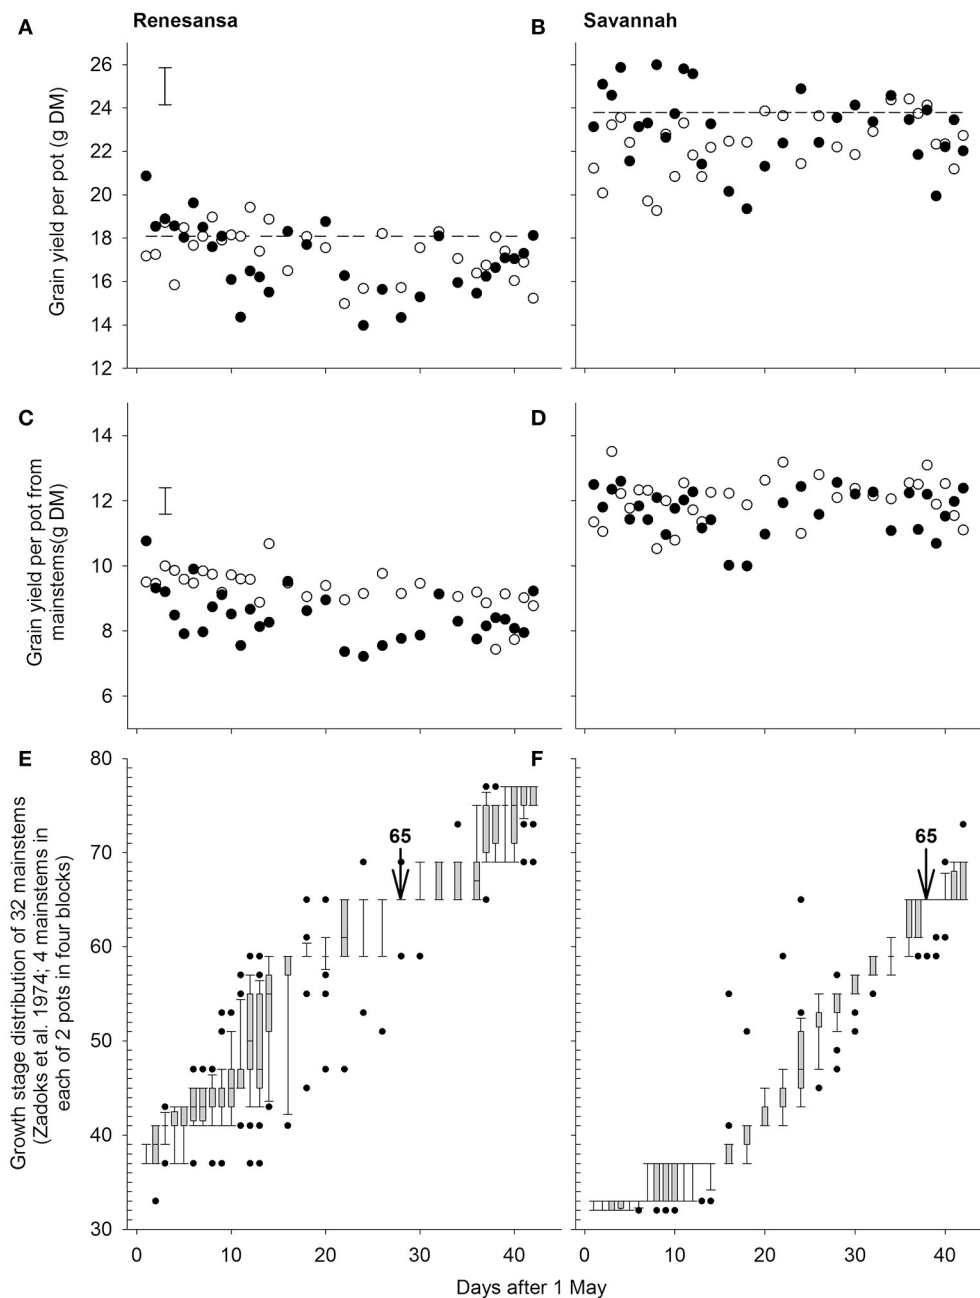 A
Renesansa
B
Savannah
Grain yield per pot (g DM)
26
24
22
20
18
16
14
12
C
D
Grain yield per pot from
mainstems(g DM)
14
12
10
8
6
E
F
Growth stage distribution of 32 mainstems
(Zadoks et al. 1974; 4 mainstems in
each of 2 pots in four blocks)
80
70
60
50
40
30
65
65
0 10 20 30 40
0 10 20 30 40
Days after 1 May